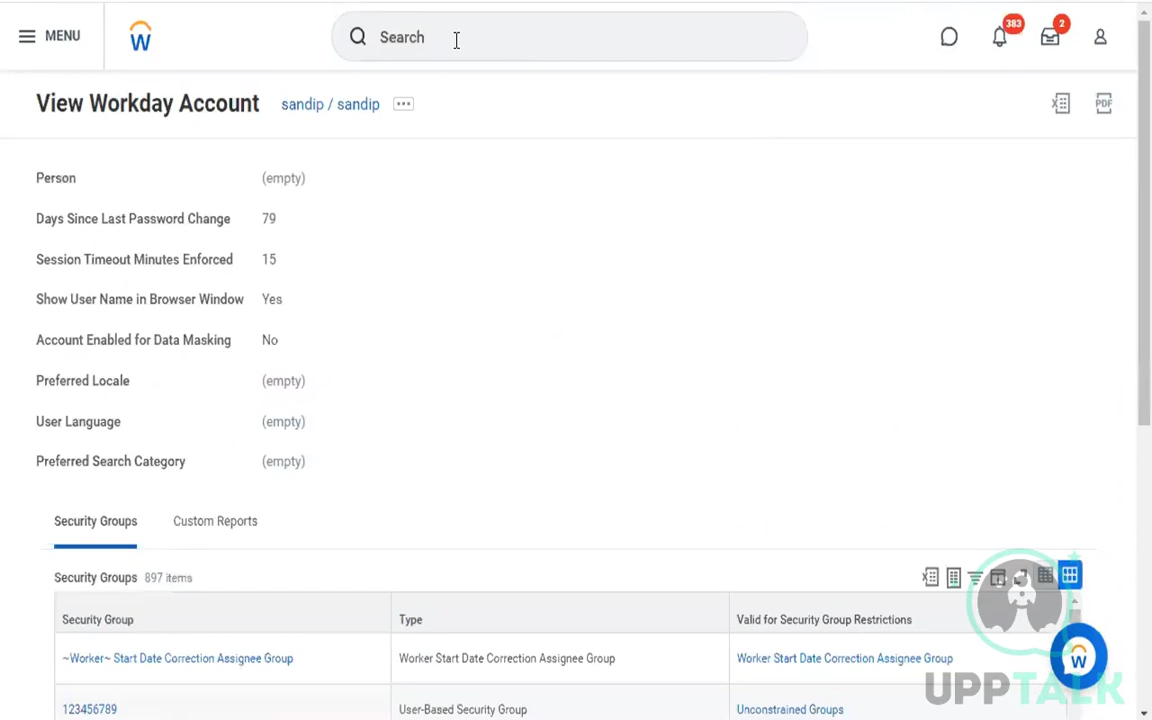 MENU
Search
383
2
View Workday Account sandip / sandip
PDF
Person (empty)
Days Since Last Password Change 79
Session Timeout Minutes Enforced 15
Show User Name in Browser Window Yes
Account Enabled for Data Masking No
Preferred Locale (empty)
User Language (empty)
Preferred Search Category (empty)
Security Groups Custom Reports
Security Groups 897 items
Security Group Type Valid for Security Group Restrictions
~Worker~ Start Date Correction Assignee Group Worker Start Date Correction Assignee Group Worker Start Date Correction Assignee Group
123456789 User-Based Security Group Unconstrained Groups
UPPTALK